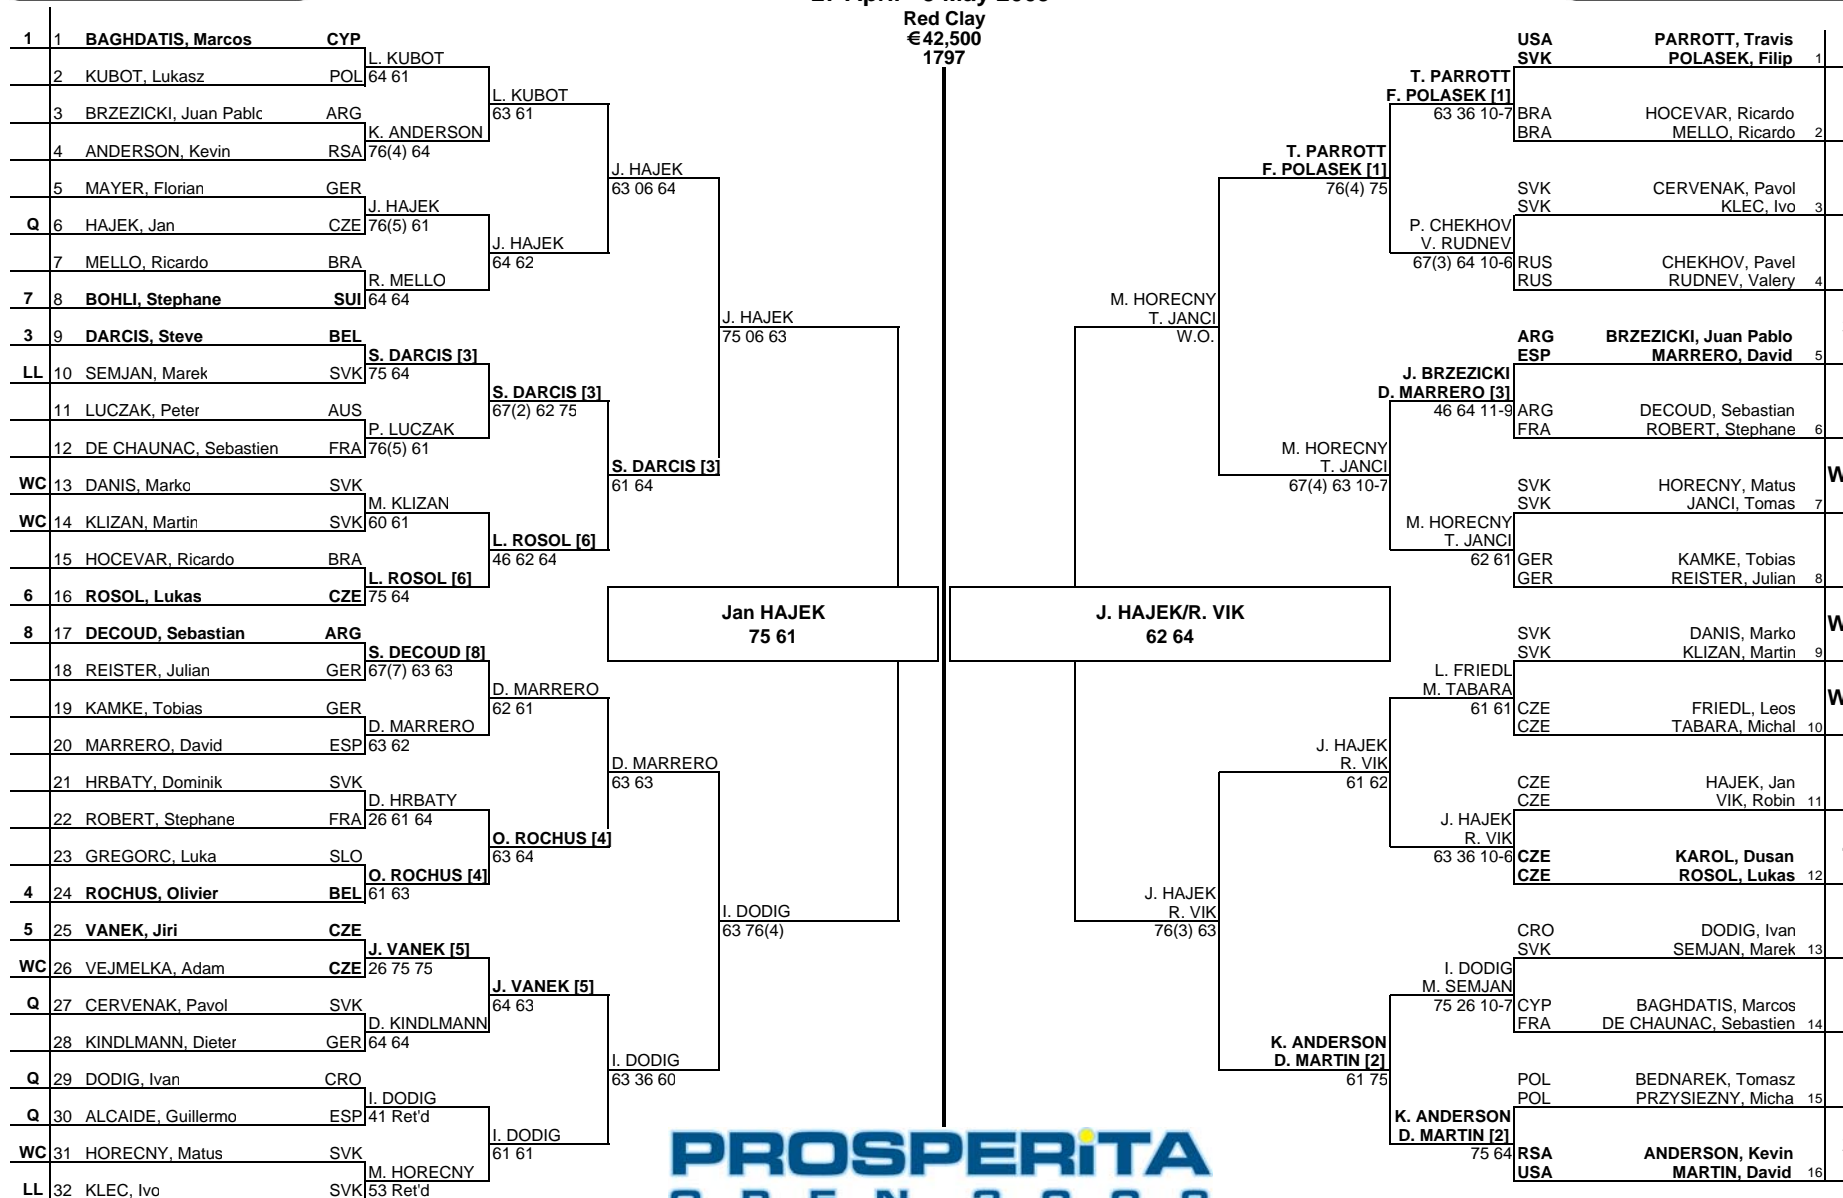 Red Clay
€42,500
1797
1 1 BAGHDATIS, Marcos CYP
2 KUBOT, Lukasz POL
3 BRZEZICKI, Juan Pablo ARG
4 ANDERSON, Kevin RSA
5 MAYER, Florian GER
Q 6 HAJEK, Jan CZE
7 MELLO, Ricardo BRA
7 8 BOHLI, Stephane SUI
3 9 DARCIS, Steve BEL
LL 10 SEMJAN, Marek SVK
11 LUCZAK, Peter AUS
12 DE CHAUNAC, Sebastien FRA
WC 13 DANIS, Marko SVK
WC 14 KLIZAN, Martin SVK
15 HOCEVAR, Ricardo BRA
6 16 ROSOL, Lukas CZE
8 17 DECOUD, Sebastian ARG
18 REISTER, Julian GER
19 KAMKE, Tobias GER
20 MARRERO, David ESP
21 HRBATY, Dominik SVK
22 ROBERT, Stephane FRA
23 GREGORC, Luka SLO
4 24 ROCHUS, Olivier BEL
5 25 VANEK, Jiri CZE
WC 26 VEJMELKA, Adam CZE
Q 27 CERVENAK, Pavol SVK
28 KINDLMANN, Dieter GER
Q 29 DODIG, Ivan CRO
Q 30 ALCAIDE, Guillermo ESP
WC 31 HORECNY, Matus SVK
LL 32 KLEC, Ivo SVK
L. KUBOT
64 61
K. ANDERSON
76(4) 64
J. HAJEK
76(5) 61
R. MELLO
64 64
S. DARCIS [3]
75 64
P. LUCZAK
76(5) 61
M. KLIZAN
60 61
L. ROSOL [6]
75 64
S. DECOUD [8]
67(7) 63 63
D. MARRERO
63 62
D. HRBATY
26 61 64
O. ROCHUS [4]
61 63
J. VANEK [5]
26 75 75
D. KINDLMANN
64 64
I. DODIG
41 Ret'd
M. HORECNY
53 Ret'd
L. KUBOT
63 61
J. HAJEK
64 62
S. DARCIS [3]
67(2) 62 75
L. ROSOL [6]
46 62 64
D. MARRERO
62 61
O. ROCHUS [4]
63 64
J. VANEK [5]
64 63
I. DODIG
61 61
J. HAJEK
63 06 64
S. DARCIS [3]
61 64
D. MARRERO
63 63
I. DODIG
63 36 60
J. HAJEK
75 06 63
I. DODIG
63 76(4)
Jan HAJEK
75 61
J. HAJEK/R. VIK
62 64
M. HORECNY
T. JANCI
W.O.
J. HAJEK
R. VIK
76(3) 63
T. PARROTT
F. POLASEK [1]
76(4) 75
M. HORECNY
T. JANCI
67(4) 63 10-7
J. HAJEK
R. VIK
61 62
K. ANDERSON
D. MARTIN [2]
61 75
T. PARROTT
F. POLASEK [1]
63 36 10-7
P. CHEKHOV
V. RUDNEV
67(3) 64 10-6
J. BRZEZICKI
D. MARRERO [3]
46 64 11-9
M. HORECNY
T. JANCI
62 61
L. FRIEDL
M. TABARA
61 61
J. HAJEK
R. VIK
63 36 10-6
I. DODIG
M. SEMJAN
75 26 10-7
K. ANDERSON
D. MARTIN [2]
75 64
USA PARROTT, Travis
SVK POLASEK, Filip 1
BRA HOCEVAR, Ricardo
BRA MELLO, Ricardo 2
SVK CERVENAK, Pavol
SVK KLEC, Ivo 3
RUS CHEKHOV, Pavel
RUS RUDNEV, Valery 4
ARG BRZEZICKI, Juan Pablo
ESP MARRERO, David 5
ARG DECOUD, Sebastian
FRA ROBERT, Stephane 6
SVK HORECNY, Matus
SVK JANCI, Tomas 7
GER KAMKE, Tobias
GER REISTER, Julian 8
SVK DANIS, Marko
SVK KLIZAN, Martin 9
CZE FRIEDL, Leos
CZE TABARA, Michal 10
CZE HAJEK, Jan
CZE VIK, Robin 11
CZE KAROL, Dusan
CZE ROSOL, Lukas 12
CRO DODIG, Ivan
SVK SEMJAN, Marek 13
CYP BAGHDATIS, Marcos
FRA DE CHAUNAC, Sebastien 14
POL BEDNAREK, Tomasz
POL PRZYSIEZNY, Micha 15
RSA ANDERSON, Kevin
USA MARTIN, David 16
PROSPERiTA